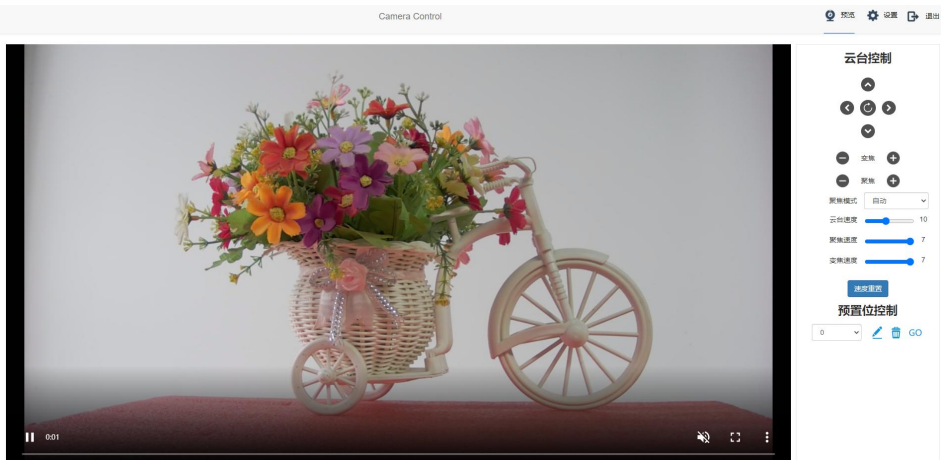 Camera Control
预览 设置 退出
云台控制
变焦
聚焦
聚焦模式 自动
云台速度 10
聚焦速度 7
变焦速度 7
速度重置
预置位控制
0 GO
0:01